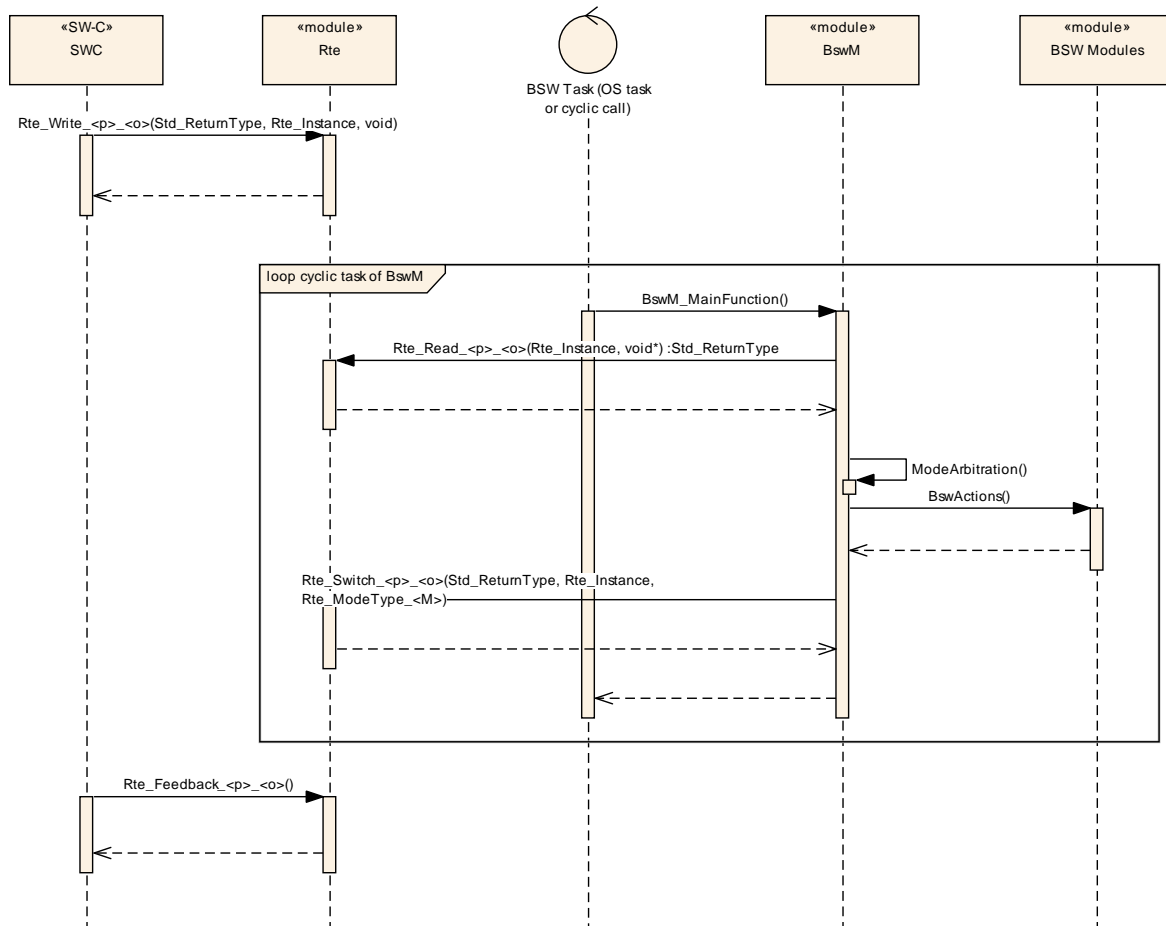 «SW-C»
SWC
«module»
Rte
BSW Task (OS task
or cyclic call)
«module»
BswM
«module»
BSW Modules
Rte_Write_<p>_<o>(Std_ReturnType, Rte_Instance, void)
loop cyclic task of BswM
BswM_MainFunction()
Rte_Read_<p>_<o>(Rte_Instance, void*) :Std_ReturnType
ModeArbitration()
BswActions()
Rte_Switch_<p>_<o>(Std_ReturnType, Rte_Instance,
Rte_ModeType_<M>)
Rte_Feedback_<p>_<o>()